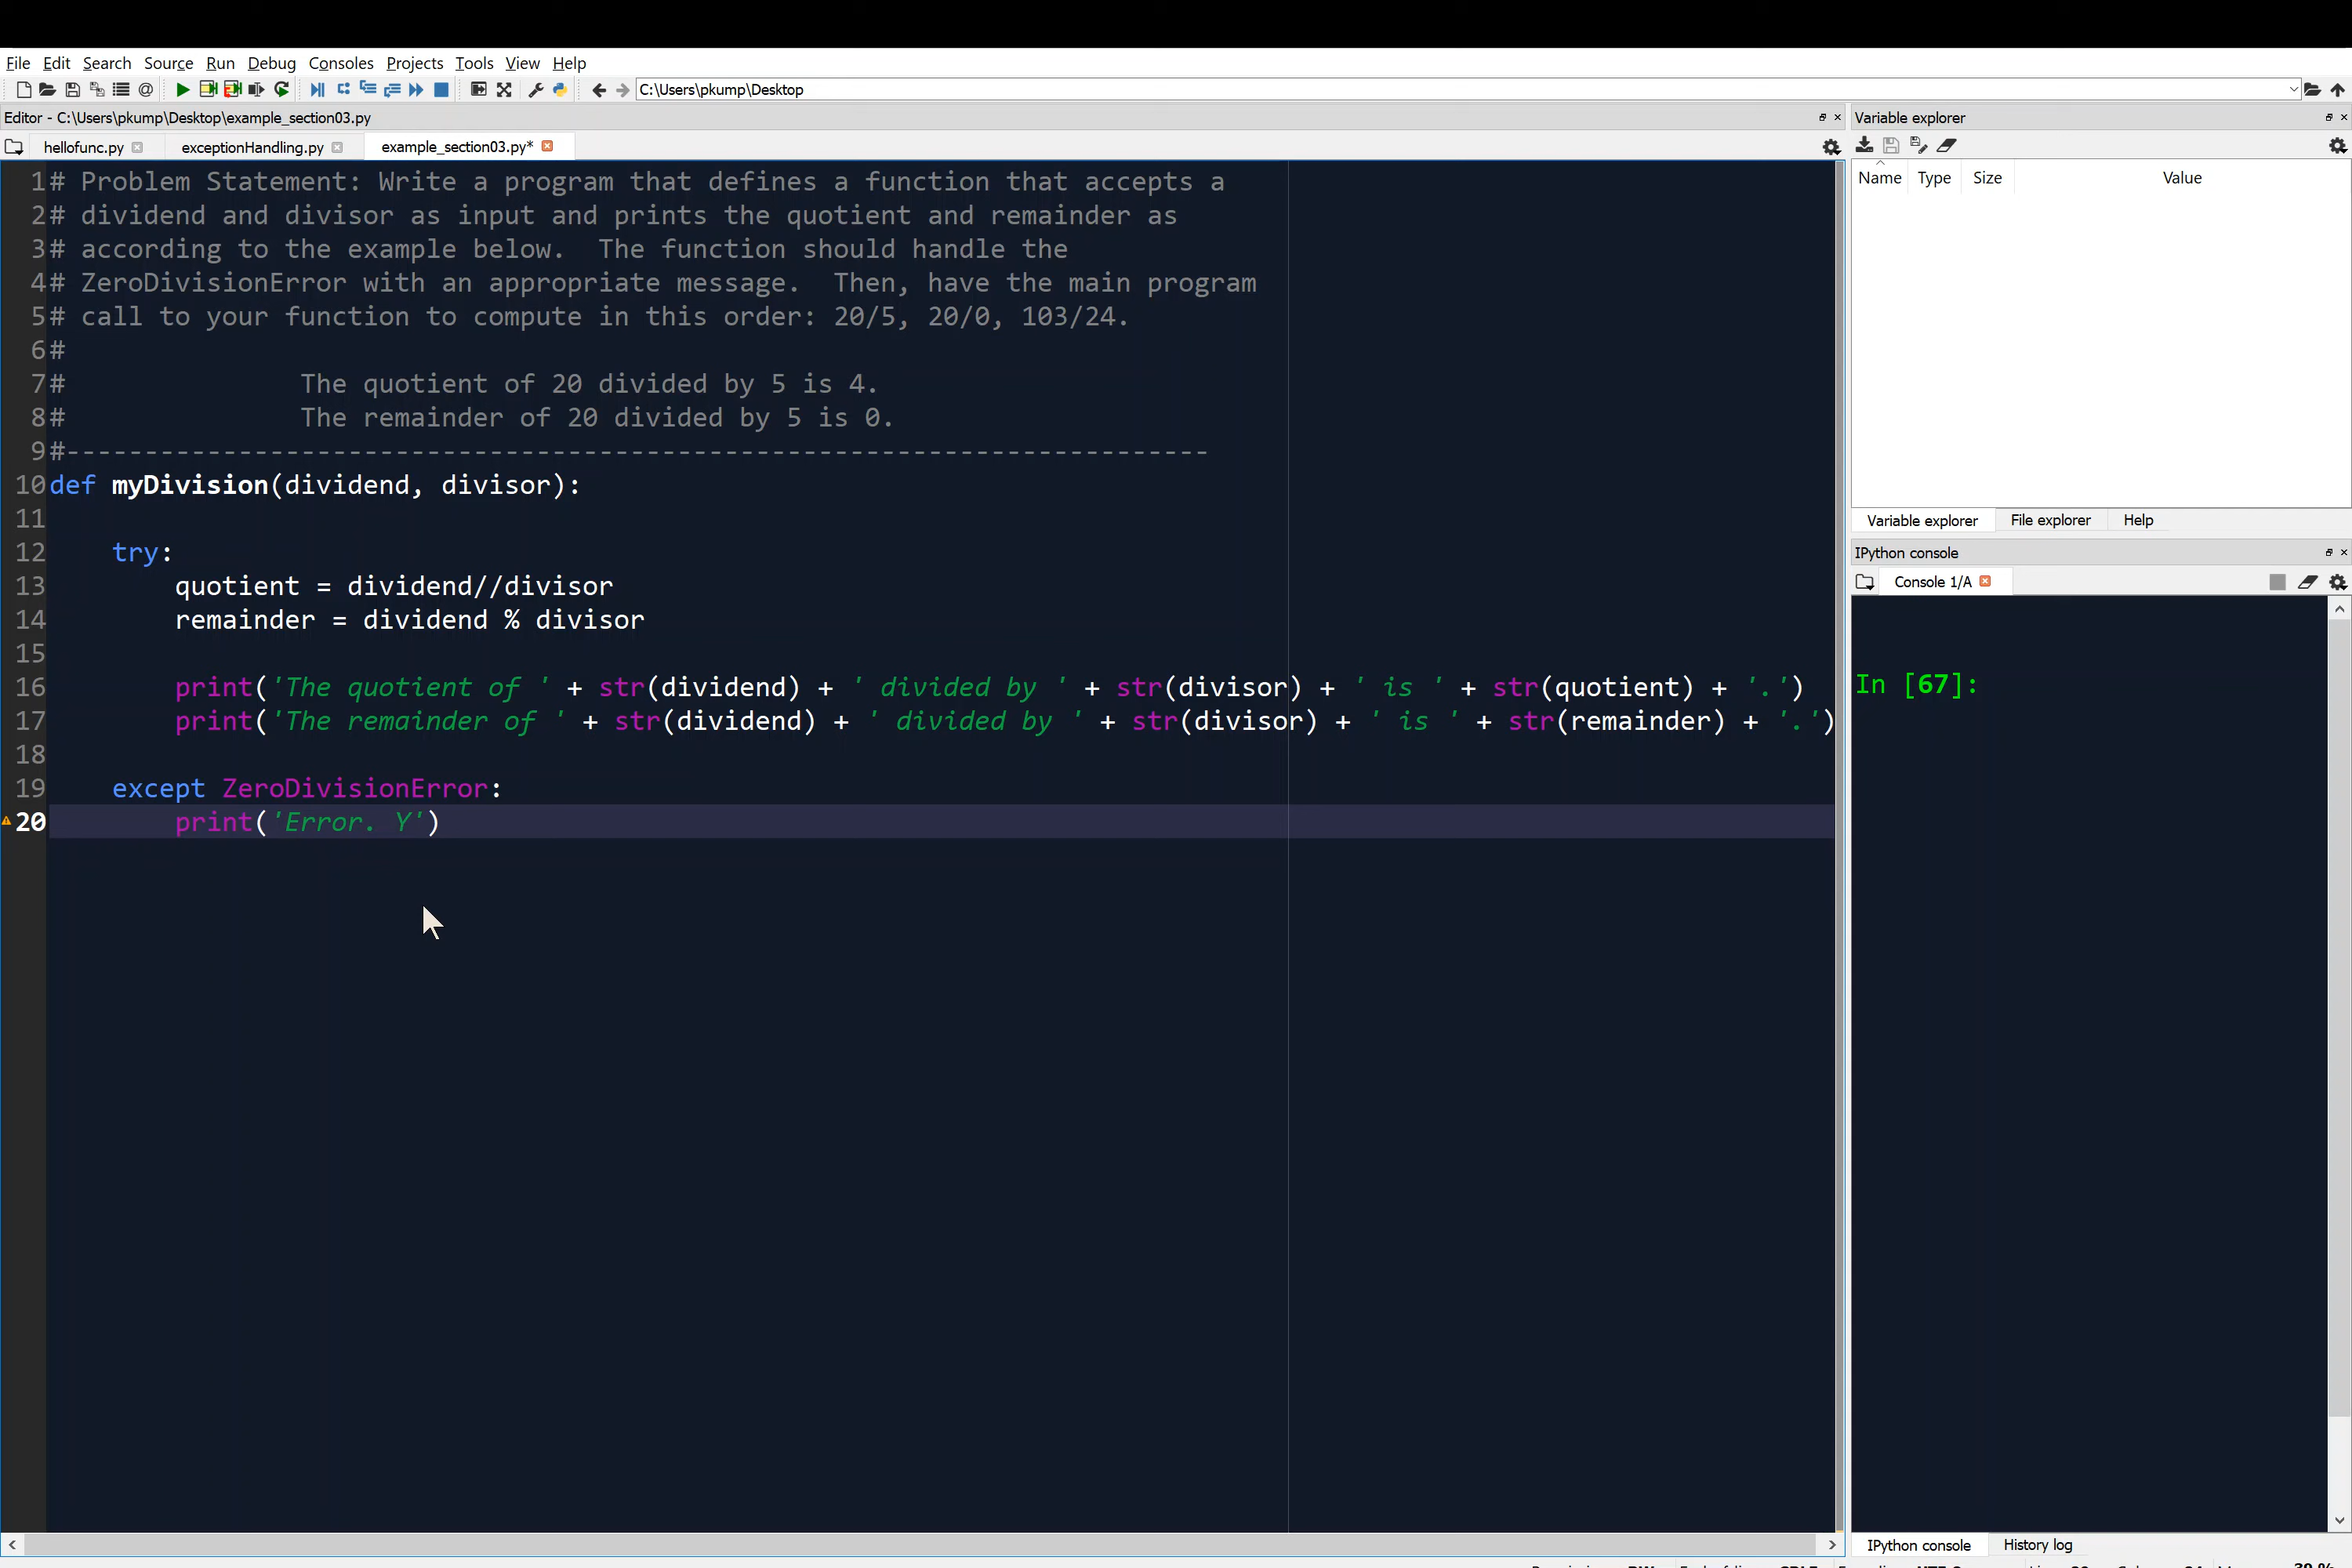 File Edit Search Source Run Debug Consoles Projects Tools View Help
C:\Users\pkump\Desktop
Editor - C:\Users\pkump\Desktop\example_section03.py
hellofunc.py exceptionHandling.py example_section03.py*
1 # Problem Statement: Write a program that defines a function that accepts a
2 # dividend and divisor as input and prints the quotient and remainder as
3 # according to the example below.  The function should handle the
4 # ZeroDivisionError with an appropriate message.  Then, have the main program
5 # call to your function to compute in this order: 20/5, 20/0, 103/24.
6 #
7 #               The quotient of 20 divided by 5 is 4.
8 #               The remainder of 20 divided by 5 is 0.
9 #-------------------------------------------------------------------------
10 def myDivision(dividend, divisor):
11
12     try:
13         quotient = dividend//divisor
14         remainder = dividend % divisor
15
16         print('The quotient of ' + str(dividend) + ' divided by ' + str(divisor) + ' is ' + str(quotient) + '.')
17         print('The remainder of ' + str(dividend) + ' divided by ' + str(divisor) + ' is ' + str(remainder) + '.')
18
19     except ZeroDivisionError:
20         print('Error. Y')
Variable explorer
Name Type Size Value
Variable explorer File explorer Help
IPython console
Console 1/A
In [67]:
IPython console History log